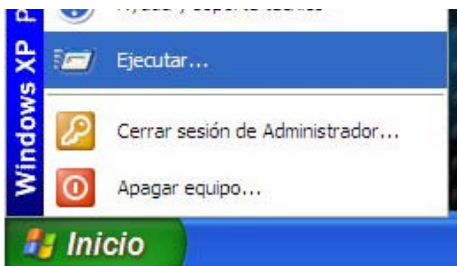 Windows XP P
Ejecutar...
Cerrar sesión de Administrador...
Apagar equipo...
Inicio